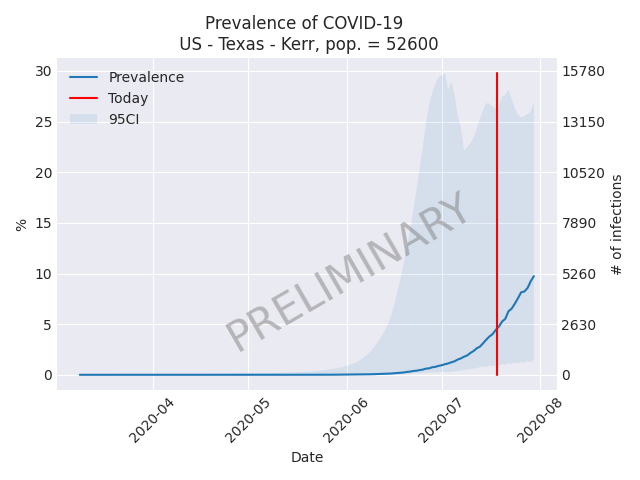 Prevalence of COVID-19
US - Texas - Kerr, pop. = 52600
Prevalence
Today
95CI
30
25
20
15
10
5
0
%
15780
13150
10520
7890
5260
2630
0
# of infections
PRELIMINARY
2020-04
2020-05
2020-06
2020-07
2020-08
Date